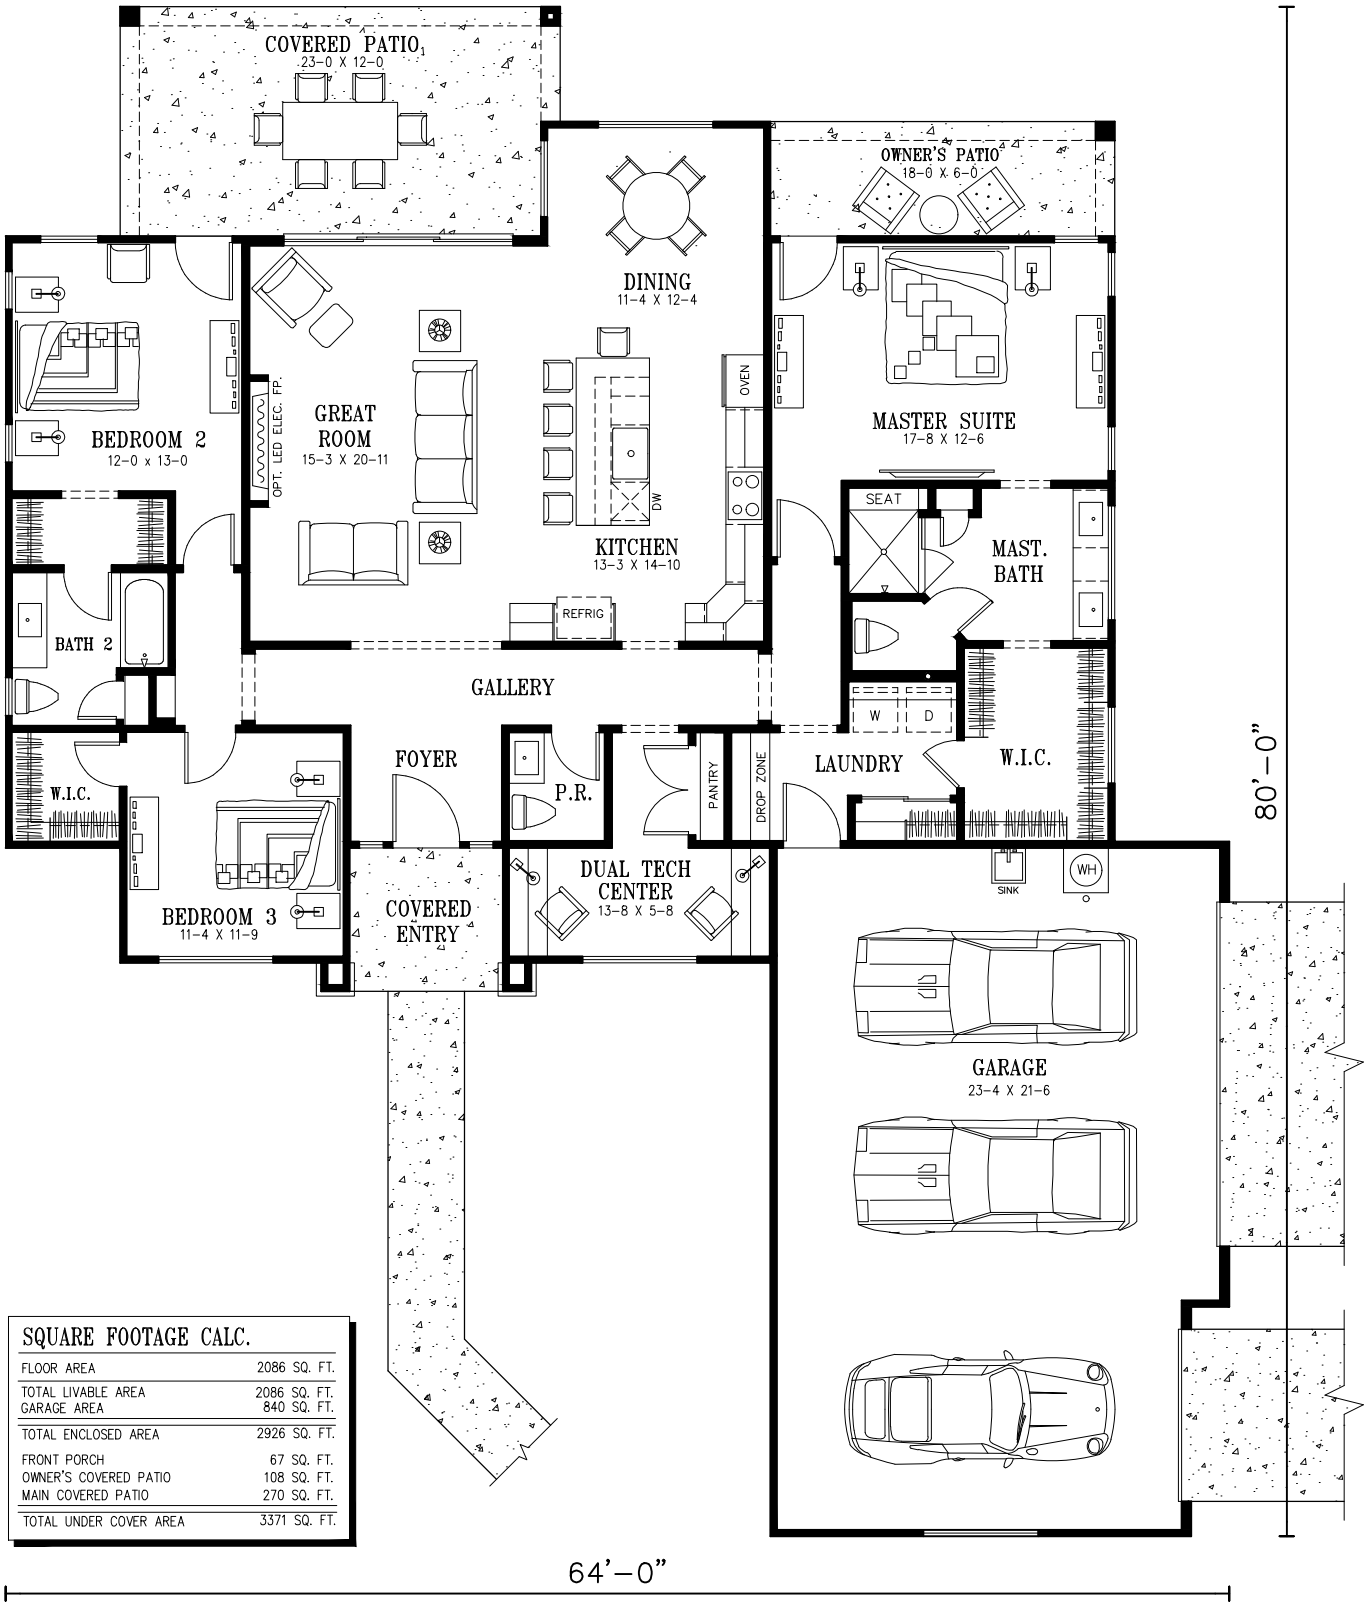 COVERED PATIO
23-0 X 12-0
OWNER'S PATIO
18-0 X 6-0
DINING
11-4 X 12-4
OVEN
MASTER SUITE
17-8 X 12-6
BEDROOM 2
12-0 x 13-0
GREAT
ROOM
15-3 X 20-11
OPT. LED ELEC. FP.
DW
SEAT
KITCHEN
13-3 X 14-10
MAST.
BATH
REFRIG
BATH 2
GALLERY
W
D
FOYER
W.I.C.
P.R.
PANTRY
DROP ZONE
LAUNDRY
W.I.C.
DUAL TECH
CENTER
13-8 X 5-8
SINK
WH
BEDROOM 3
11-4 X 11-9
COVERED
ENTRY
80'-0"
GARAGE
23-4 X 21-6
SQUARE FOOTAGE CALC.
FLOOR AREA 2086 SQ. FT.
TOTAL LIVABLE AREA 2086 SQ. FT.
GARAGE AREA 840 SQ. FT.
TOTAL ENCLOSED AREA 2926 SQ. FT.
FRONT PORCH 67 SQ. FT.
OWNER'S COVERED PATIO 108 SQ. FT.
MAIN COVERED PATIO 270 SQ. FT.
TOTAL UNDER COVER AREA 3371 SQ. FT.
64'-0"